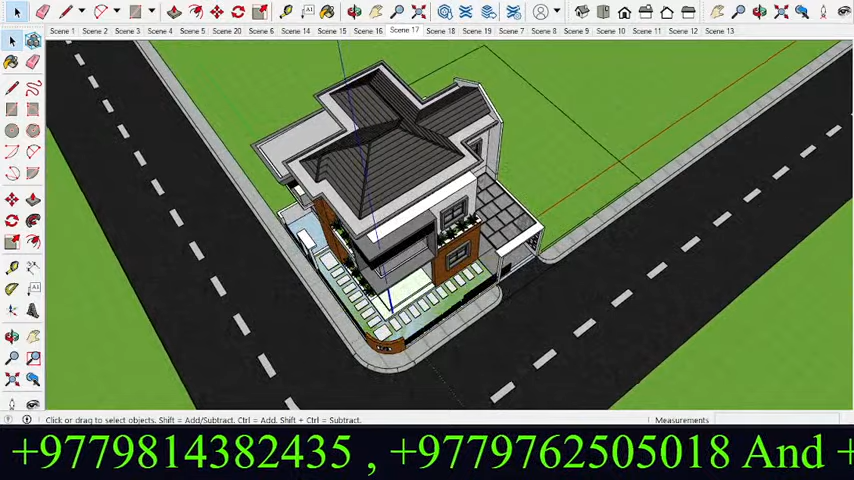 Scene 1 Scene 2 Scene 3 Scene 4 Scene 5 Scene 20 Scene 6 Scene 14 Scene 15 Scene 16 Scene 17 Scene 18 Scene 19 Scene 7 Scene 8 Scene 9 Scene 10 Scene 11 Scene 12 Scene 13
Click or drag to select objects. Shift = Add/Subtract. Ctrl = Add. Shift + Ctrl = Subtract. Measurements
+9779814382435 , +9779762505018 And +